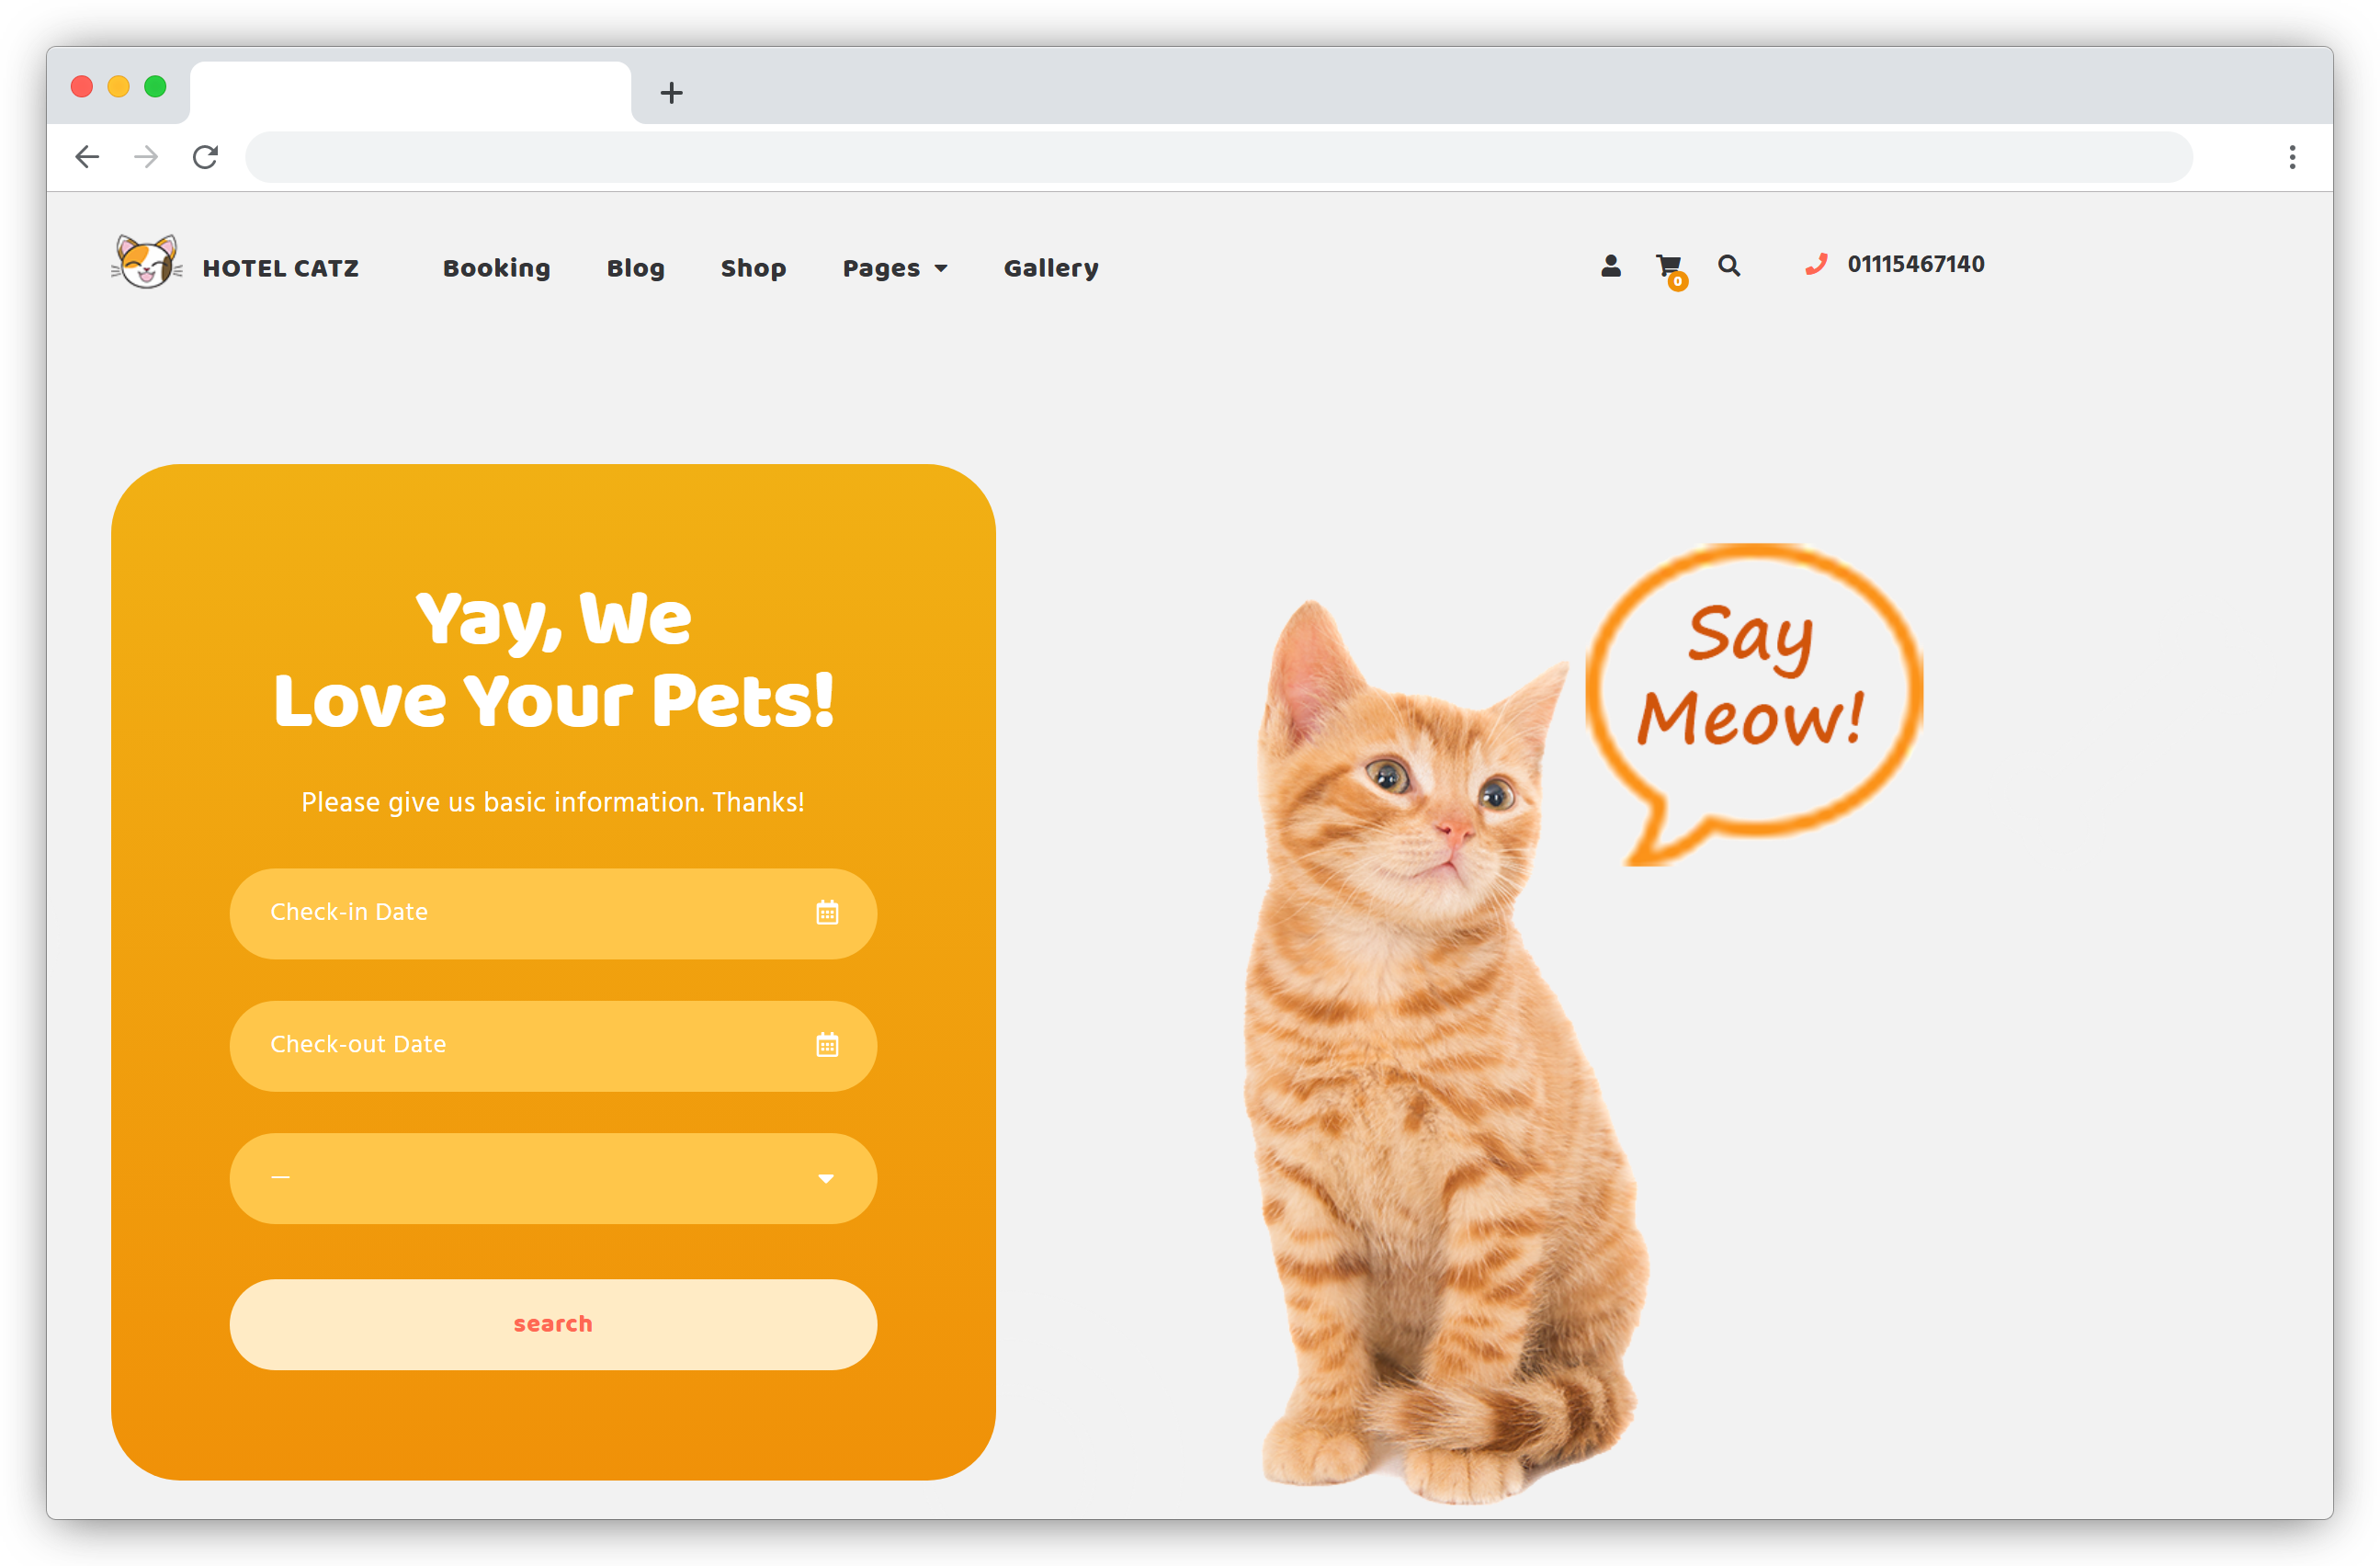 HOTEL CATZ
Booking
Blog
Shop
Pages
Gallery
0
01115467140
Yay, We
Love Your Pets!
Please give us basic information. Thanks!
Check-in Date
Check-out Date
—
search
Say
Meow!